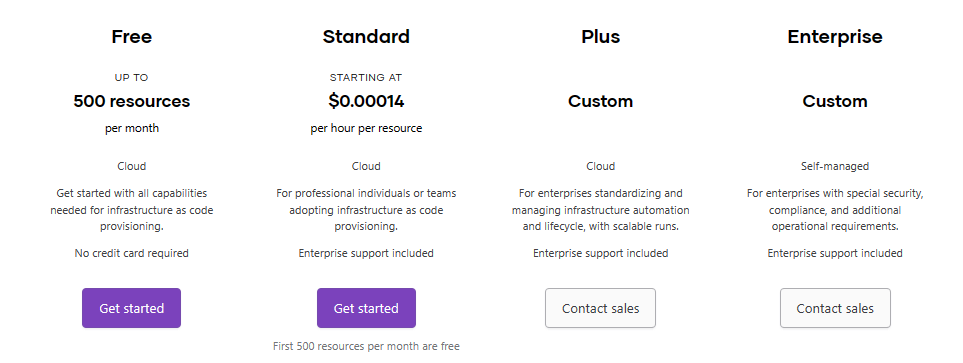 Free
UP TO
500 resources
per month
Cloud
Get started with all capabilities
needed for infrastructure as code
provisioning.
No credit card required
Get started
Standard
STARTING AT
$0.00014
per hour per resource
Cloud
For professional individuals or teams
adopting infrastructure as code
provisioning.
Enterprise support included
Get started
First 500 resources per month are free
Plus
Custom
Cloud
For enterprises standardizing and
managing infrastructure automation
and lifecycle, with scalable runs.
Enterprise support included
Contact sales
Enterprise
Custom
Self-managed
For enterprises with special security,
compliance, and additional
operational requirements.
Enterprise support included
Contact sales